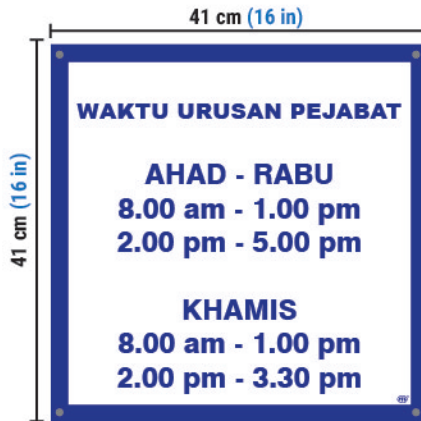 41 cm (16 in)
41 cm (16 in)
WAKTU URUSAN PEJABAT
AHAD - RABU
8.00 am - 1.00 pm
2.00 pm - 5.00 pm
KHAMIS
8.00 am - 1.00 pm
2.00 pm - 3.30 pm